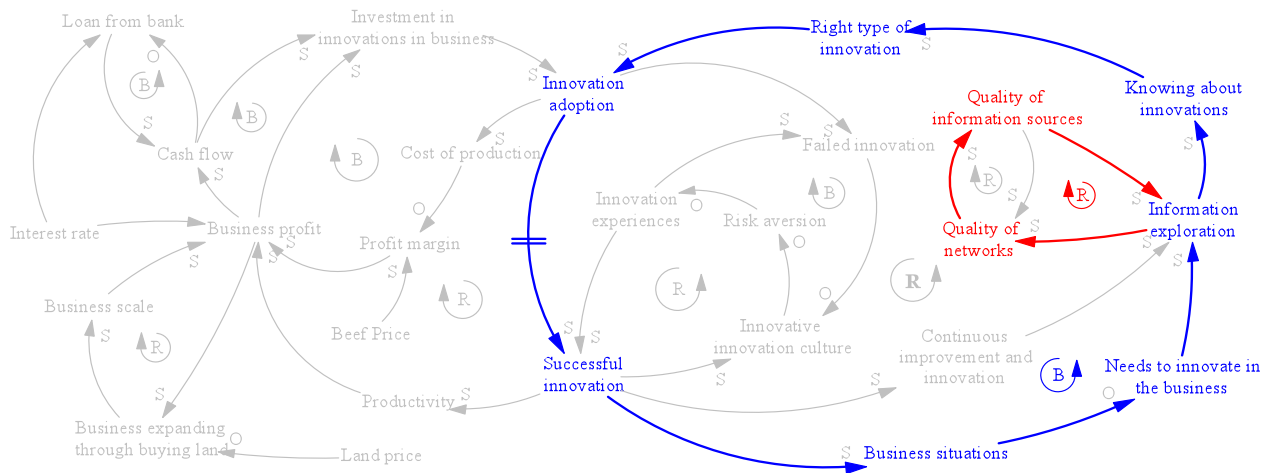 Loan from bank
Investment in
innovations in business
Right type of
innovation
Innovation
adoption
Knowing about
innovations
Quality of
information sources
Cash flow
Cost of production
Failed innovation
Innovation
experiences
Risk aversion
Information
exploration
Quality of
networks
Interest rate
Business profit
Profit margin
Business scale
Beef Price
Innovative
innovation culture
Continuous
improvement and
innovation
Successful
innovation
Needs to innovate in
the business
Productivity
Business expanding
through buying land
Land price
Business situations
O
B
S
S
S
B
S
S
S
S
S
B
S
O
S
S
S
S
R
S
S
S
R
S
S
S
S
B
O
O
O
R
R
S
S
S
R
S
R
S
S
S
O
B
S
S
S
O
S